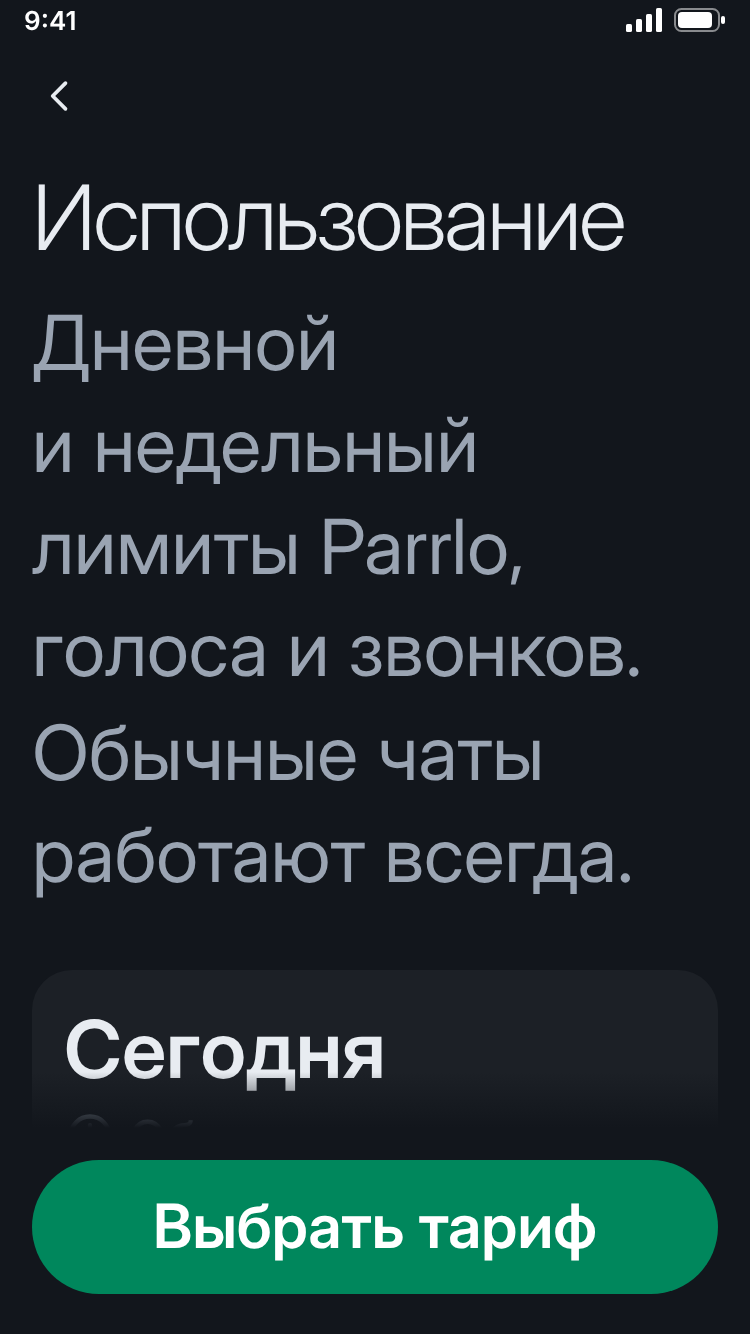 9:41
Использование
Дневной
и недельный
лимиты Parrlo,
голоса и звонков.
Обычные чаты
работают всегда.
Сегодня
Выбрать тариф